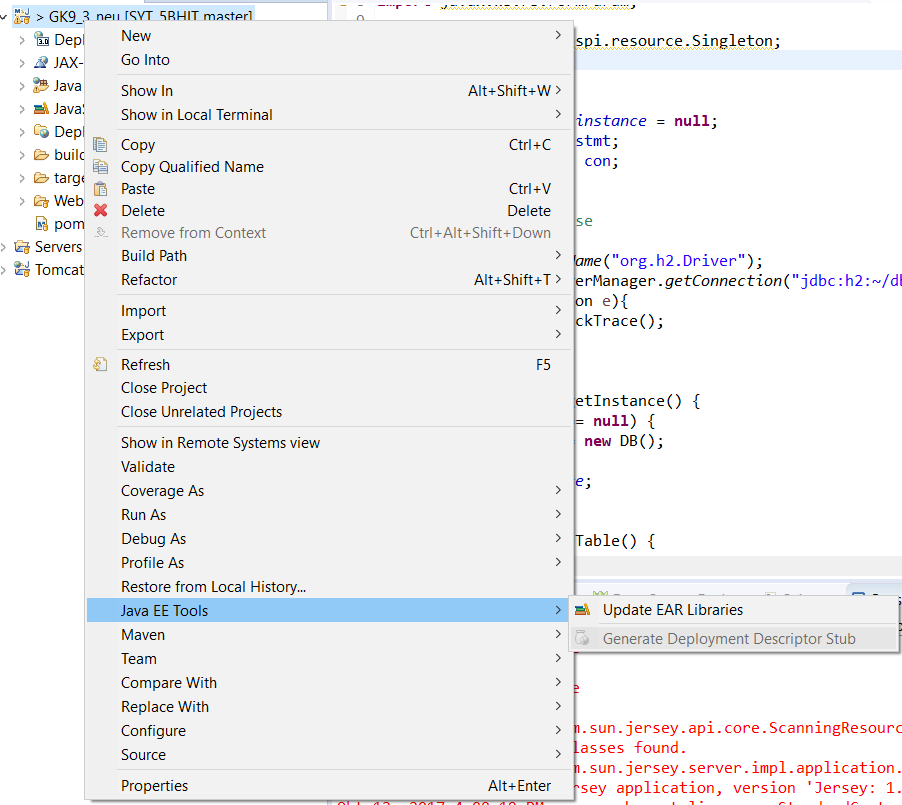 > GK9_3_neu [SYT_5BHIT master]
Depl
JAX-
Java
JavaS
Depl
build
targe
Web
pom
Servers
Tomcat
New
Go Into
Show In Alt+Shift+W
Show in Local Terminal
Copy Ctrl+C
Copy Qualified Name
Paste Ctrl+V
Delete Delete
Remove from Context Ctrl+Alt+Shift+Down
Build Path
Refactor Alt+Shift+T
Import
Export
Refresh F5
Close Project
Close Unrelated Projects
Show in Remote Systems view
Validate
Coverage As
Run As
Debug As
Profile As
Restore from Local History...
Java EE Tools
Maven
Team
Compare With
Replace With
Configure
Source
Properties Alt+Enter
Update EAR Libraries
Generate Deployment Descriptor Stub
spi.resource.Singleton;
instance = null;
stmt;
con;
se
ame("org.h2.Driver");
erManager.getConnection("jdbc:h2:~/db
on e){
ckTrace();
etInstance() {
= null) {
new DB();
e;
Table() {
e
m.sun.jersey.api.core.ScanningResourc
lasses found.
m.sun.jersey.server.impl.application.
rsey application, version 'Jersey: 1.